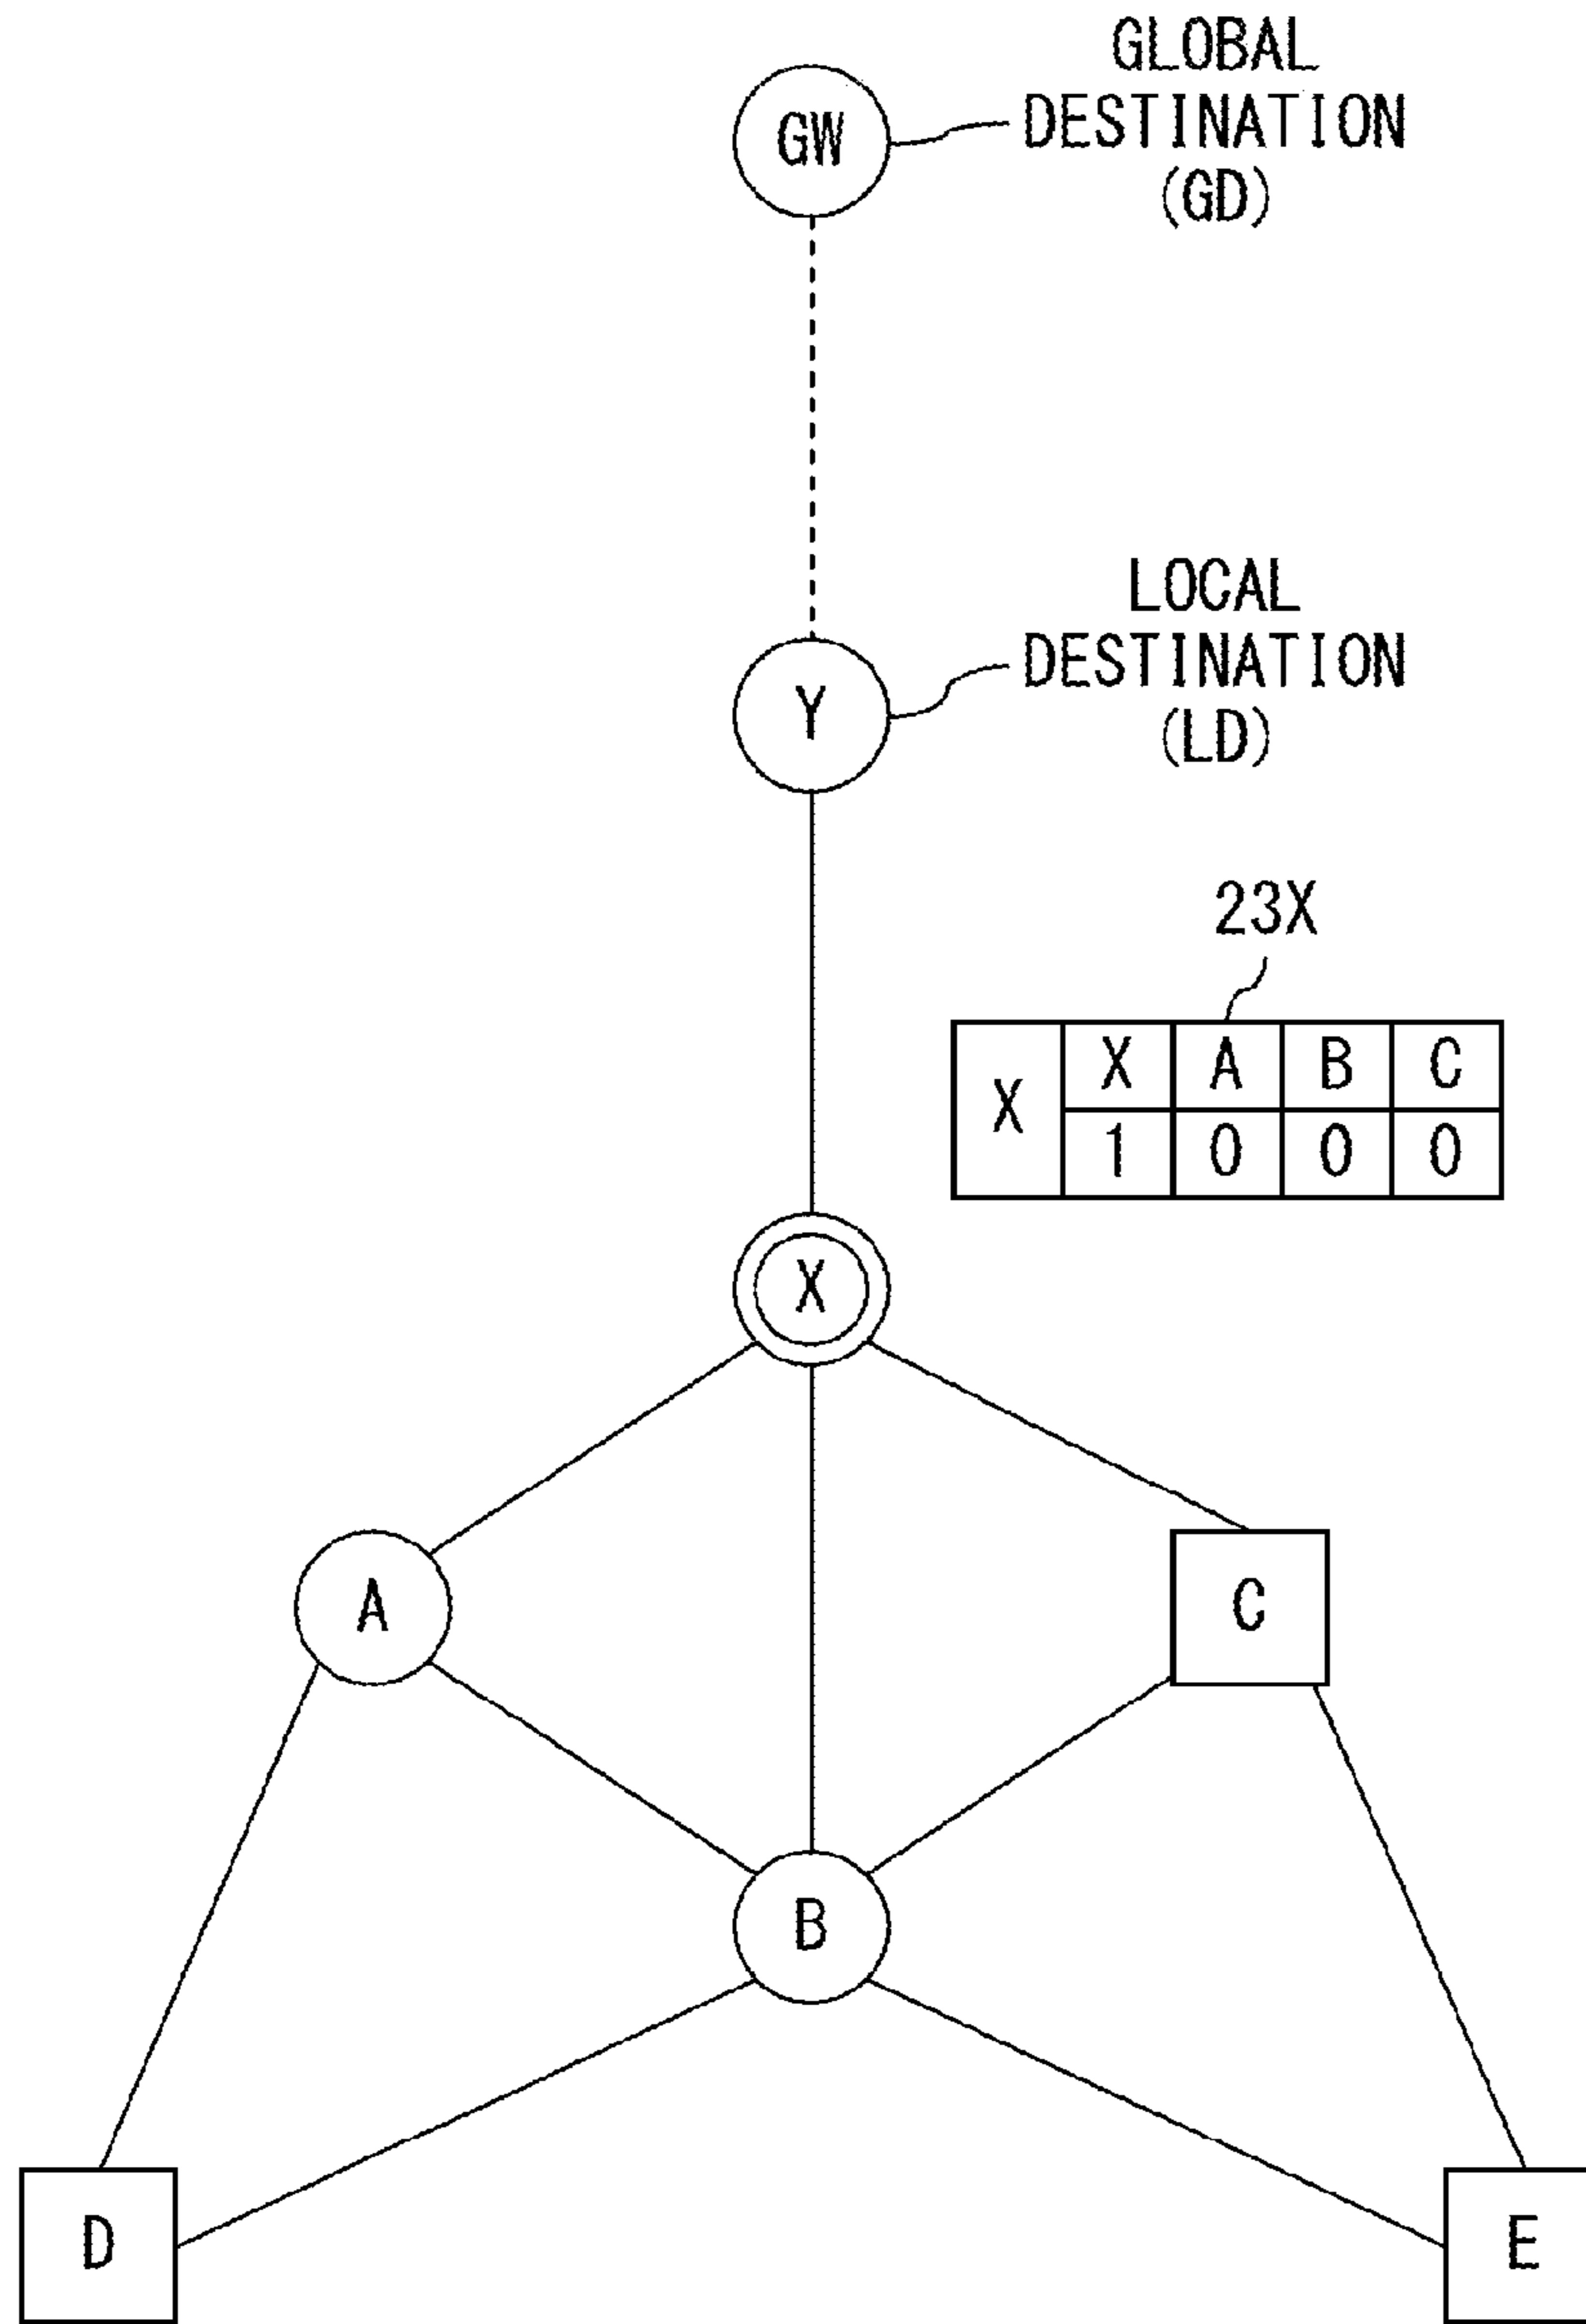 GLOBAL
DESTINATION
(GD)
GW
LOCAL
DESTINATION
(LD)
Y
23X
X X A B C
1 0 0 0
X
A
C
B
D
E